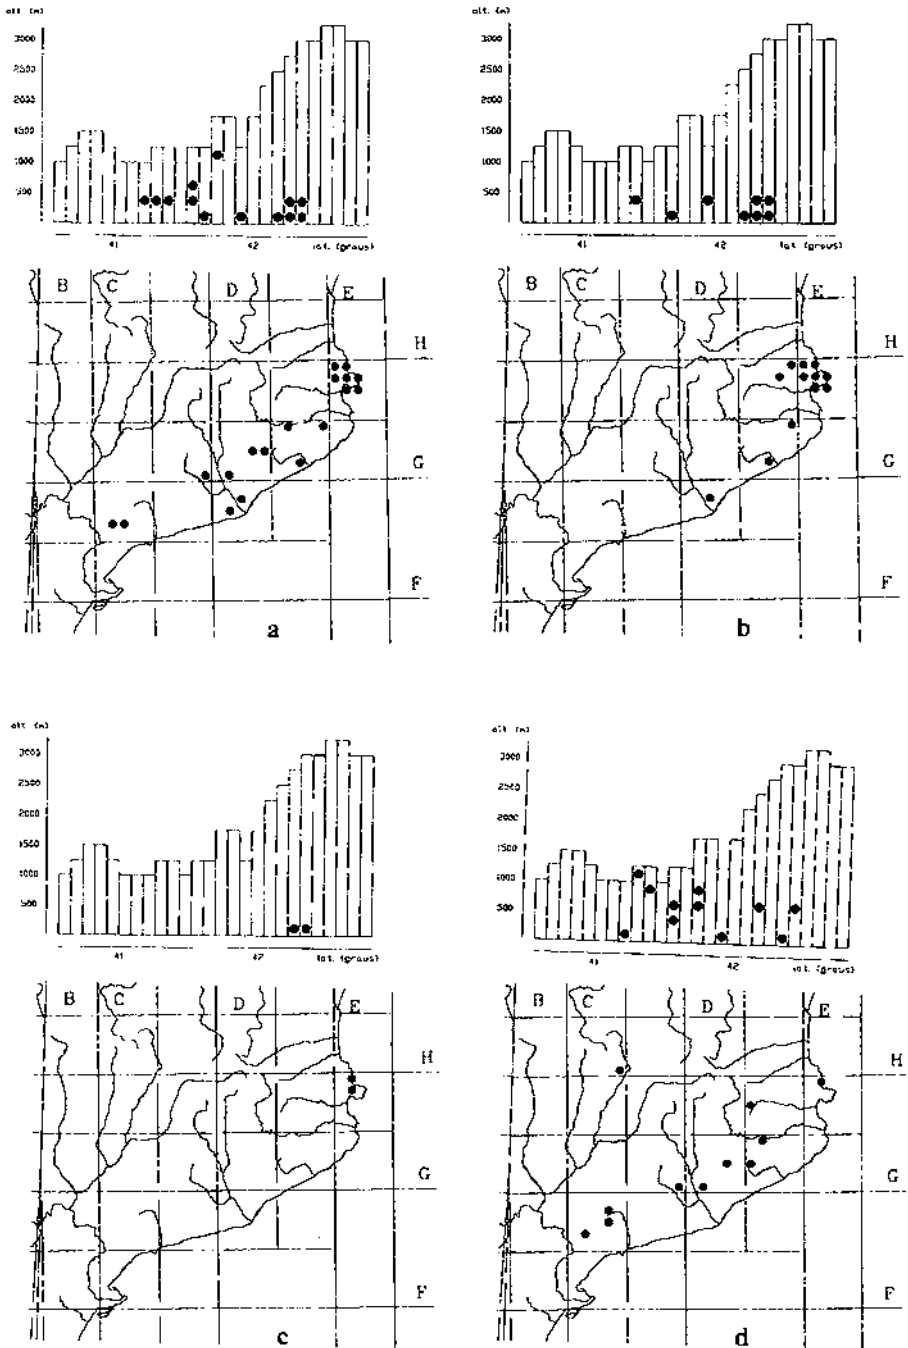 alt (m)
3000
2500
2000
1500
1000
500
41
42
lat. (graus)
B
C
D
E
H
G
F
a
alt. (m)
3000
2500
2000
1500
1000
500
41
42
lat. (graus)
B
C
D
E
H
G
F
b
alt (m)
3000
2500
2000
1500
1000
500
41
42
lat. (graus)
B
C
D
E
H
G
F
c
alt (m)
3000
2500
2000
1500
1000
500
41
42
lat. (graus)
B
C
D
E
H
G
F
d